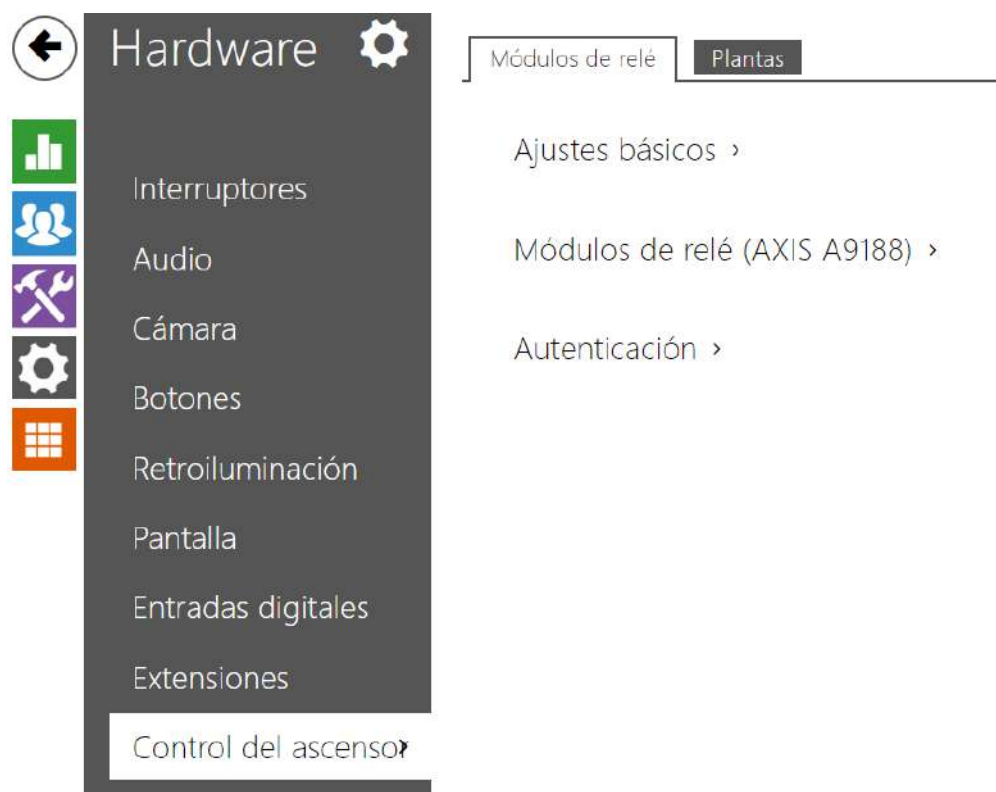 Hardware
Interruptores
Audio
Cámara
Botones
Retroiluminación
Pantalla
Entradas digitales
Extensiones
Control del ascensor
Módulos de relé
Plantas
Ajustes básicos
Módulos de relé (AXIS A9188)
Autenticación